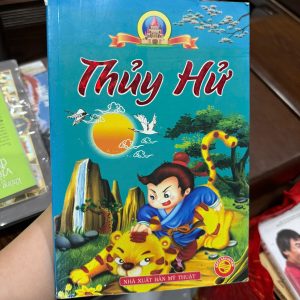 Thủy Hử
NHÀ XUẤT BẢN MỸ THUẬT